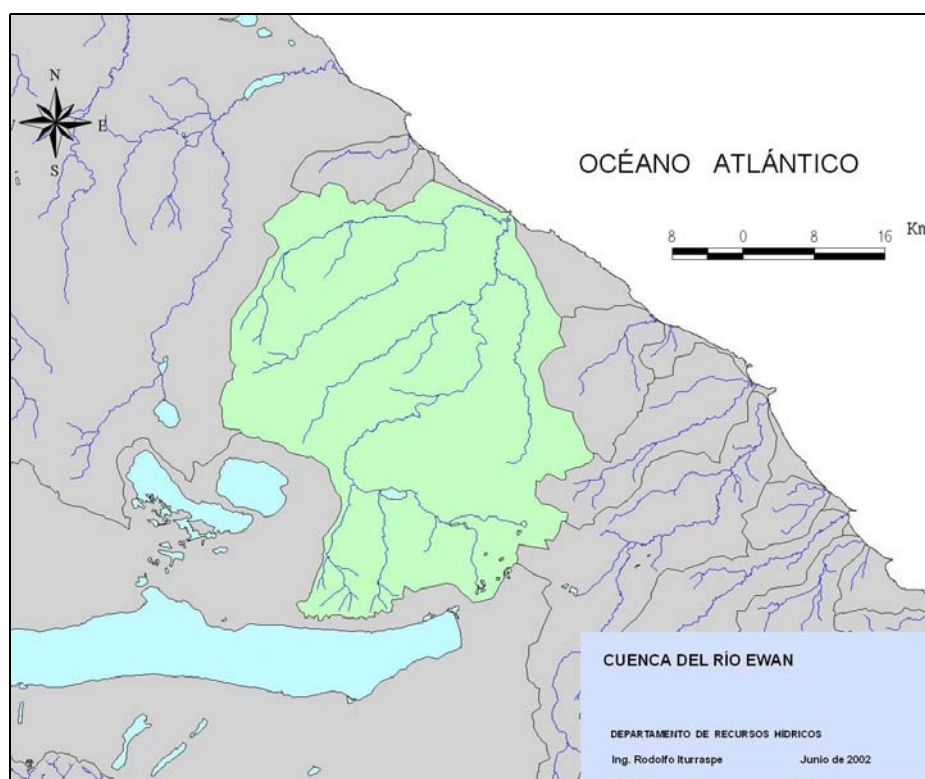 N
E
S
OCÉANO ATLÁNTICO
8 0 8 16 Km
CUENCA DEL RÍO EWAN
DEPARTAMENTO DE RECURSOS HÍDRICOS
Ing. Rodolfo Iturraspe Junio de 2002